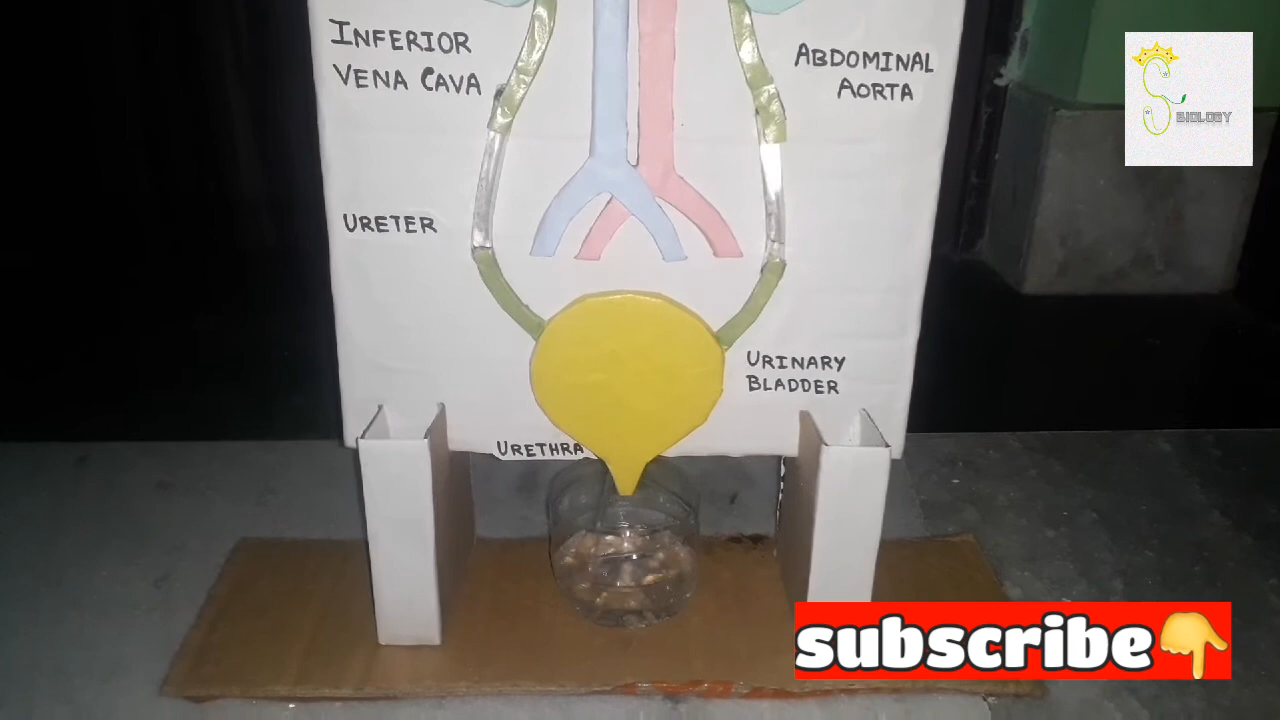 INFERIOR
VENA CAVA
ABDOMINAL
AORTA
BIOLOGY
URETER
URINARY
BLADDER
URETHRA
subscribe